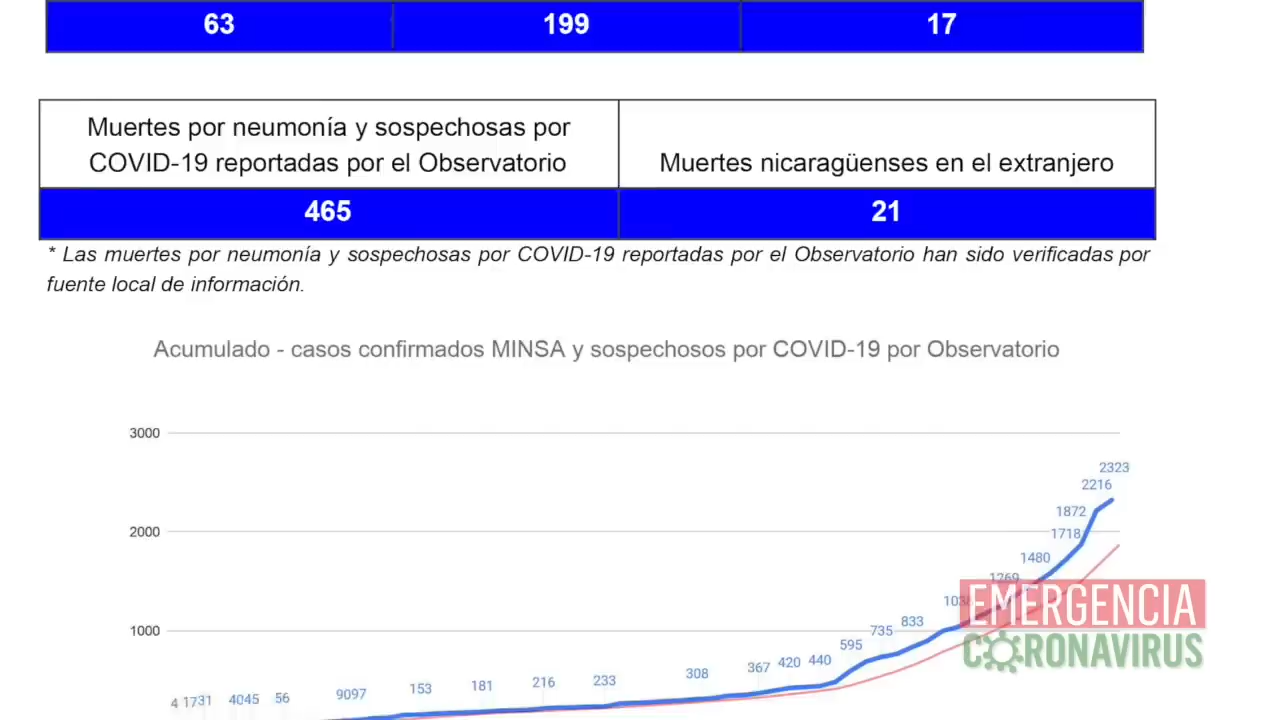 63 199 17
Muertes por neumonía y sospechosas por
COVID-19 reportadas por el Observatorio
Muertes nicaragüenses en el extranjero
465 21
* Las muertes por neumonía y sospechosas por COVID-19 reportadas por el Observatorio han sido verificadas por
fuente local de información.
Acumulado - casos confirmados MINSA y sospechosos por COVID-19 por Observatorio
3000
2323
2216
2000
1872
1718
1480
1269
1000
833
735
595
440
420
367
308
233
216
181
153
9097
56
4045
4 1731
EMERGENCIA
CORONAVIRUS